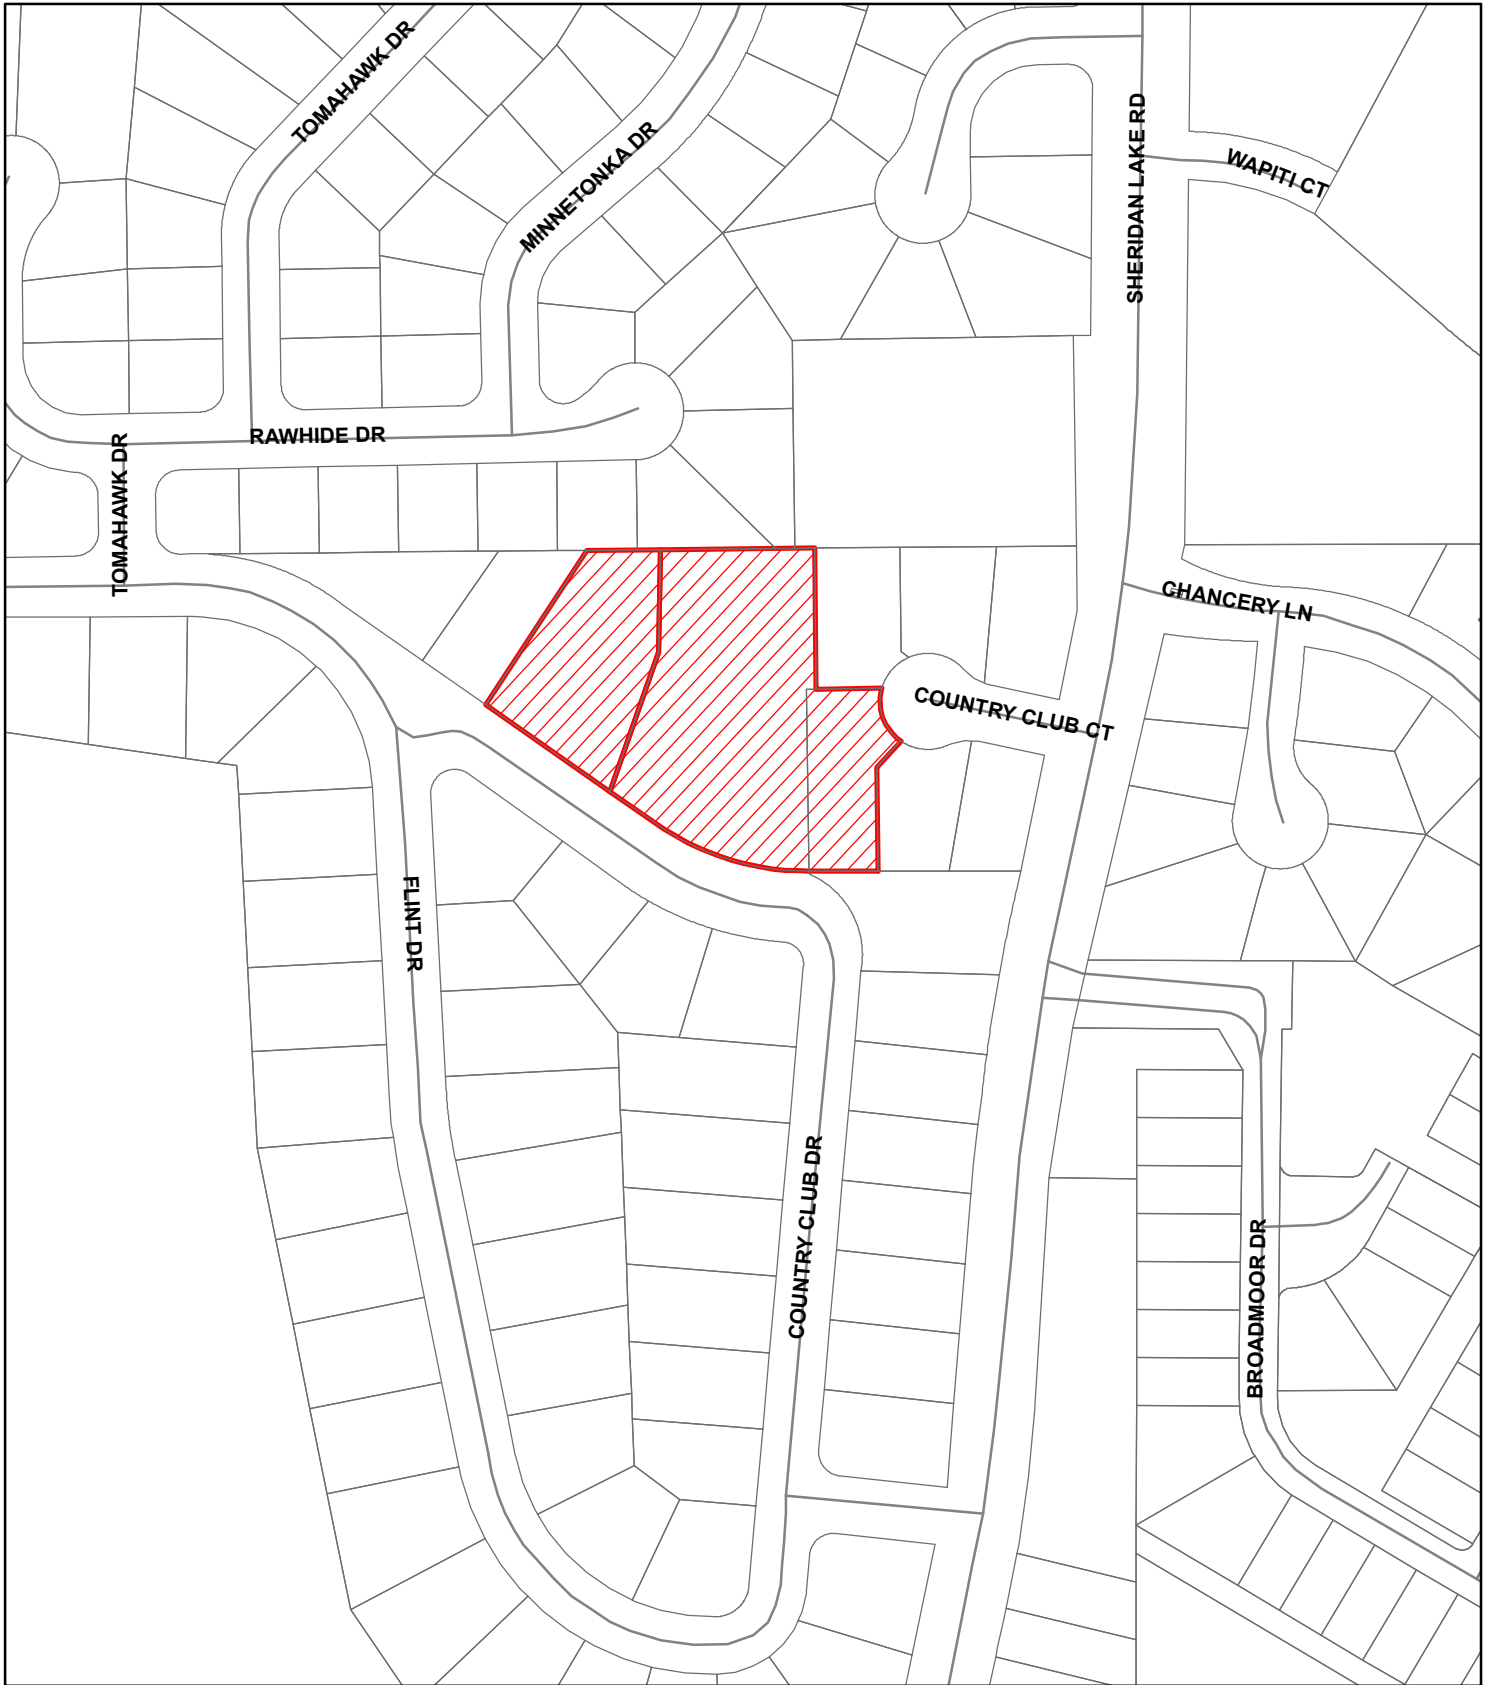 TOMAHAWK DR
MINNETONKA DR
SHERIDAN LAKE RD
WAPITI CT
RAWHIDE DR
TOMAHAWK DR
CHANCERY LN
COUNTRY CLUB CT
FLINT DR
COUNTRY CLUB DR
BROADMOOR DR